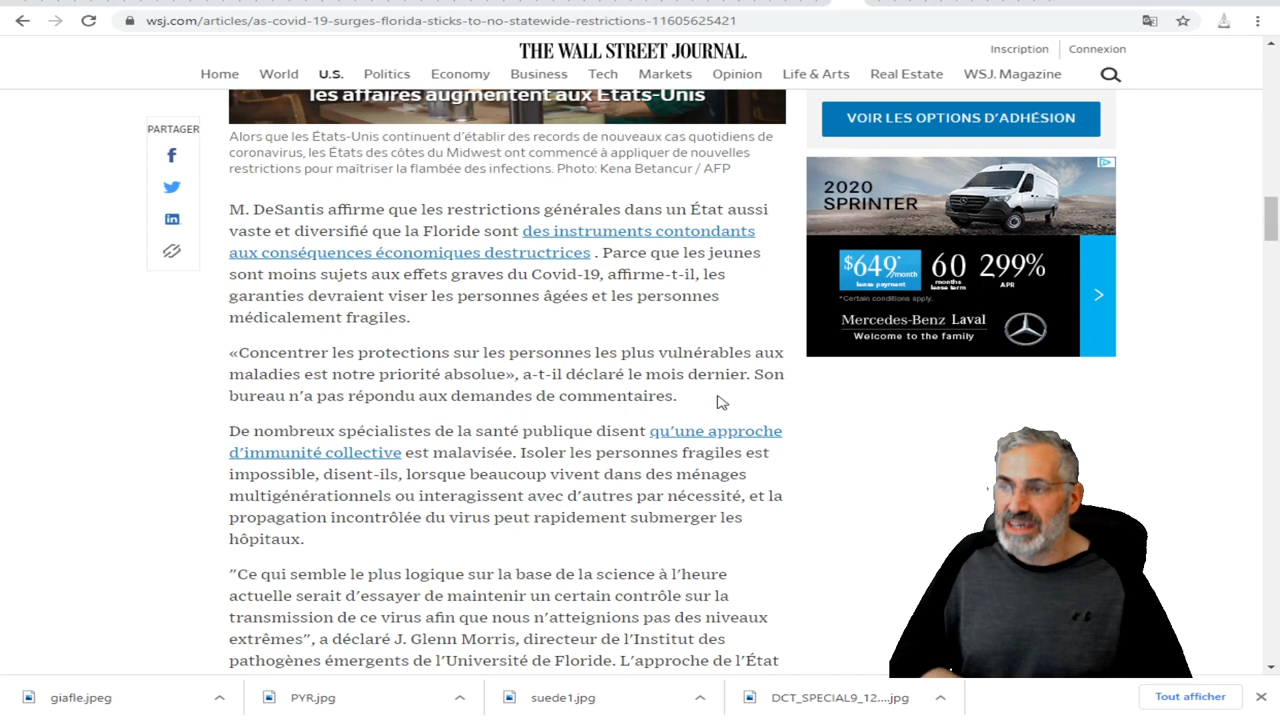 wsj.com/articles/as-covid-19-surges-florida-sticks-to-no-statewide-restrictions-11605625421
THE WALL STREET JOURNAL.
Inscription
Connexion
Home World U.S. Politics Economy Business Tech Markets Opinion Life & Arts Real Estate WSJ. Magazine
les affaires augmentent aux États-Unis
PARTAGER
Alors que les États-Unis continuent d'établir des records de nouveaux cas quotidiens de
coronavirus, les États des côtes du Midwest ont commencé à appliquer de nouvelles
restrictions pour maîtriser la flambée des infections. Photo: Kena Betancur / AFP
M. DeSantis affirme que les restrictions générales dans un État aussi
vaste et diversifié que la Floride sont des instruments contondants
aux conséquences économiques destructrices . Parce que les jeunes
sont moins sujets aux effets graves du Covid-19, affirme-t-il, les
garanties devraient viser les personnes âgées et les personnes
médicalement fragiles.
«Concentrer les protections sur les personnes les plus vulnérables aux
maladies est notre priorité absolue», a-t-il déclaré le mois dernier. Son
bureau n'a pas répondu aux demandes de commentaires.
De nombreux spécialistes de la santé publique disent qu'une approche
d'immunité collective est malavisée. Isoler les personnes fragiles est
impossible, disent-ils, lorsque beaucoup vivent dans des ménages
multigénérationnels ou interagissent avec d'autres par nécessité, et la
propagation incontrôlée du virus peut rapidement submerger les
hôpitaux.
"Ce qui semble le plus logique sur la base de la science à l'heure
actuelle serait d'essayer de maintenir un certain contrôle sur la
transmission de ce virus afin que nous n'atteignions pas des niveaux
extrêmes", a déclaré J. Glenn Morris, directeur de l'Institut des
pathogènes émergents de l'Université de Floride. L'approche de l'État
VOIR LES OPTIONS D'ADHÉSION
2020
SPRINTER
$649*/month
lease payment
60
months
lease term
299%
APR
*Certain conditions apply.
Mercedes-Benz Laval
Welcome to the family
giafle.jpeg
PYR.jpg
suede1.jpg
DCT_SPECIAL9_12....jpg
Tout afficher